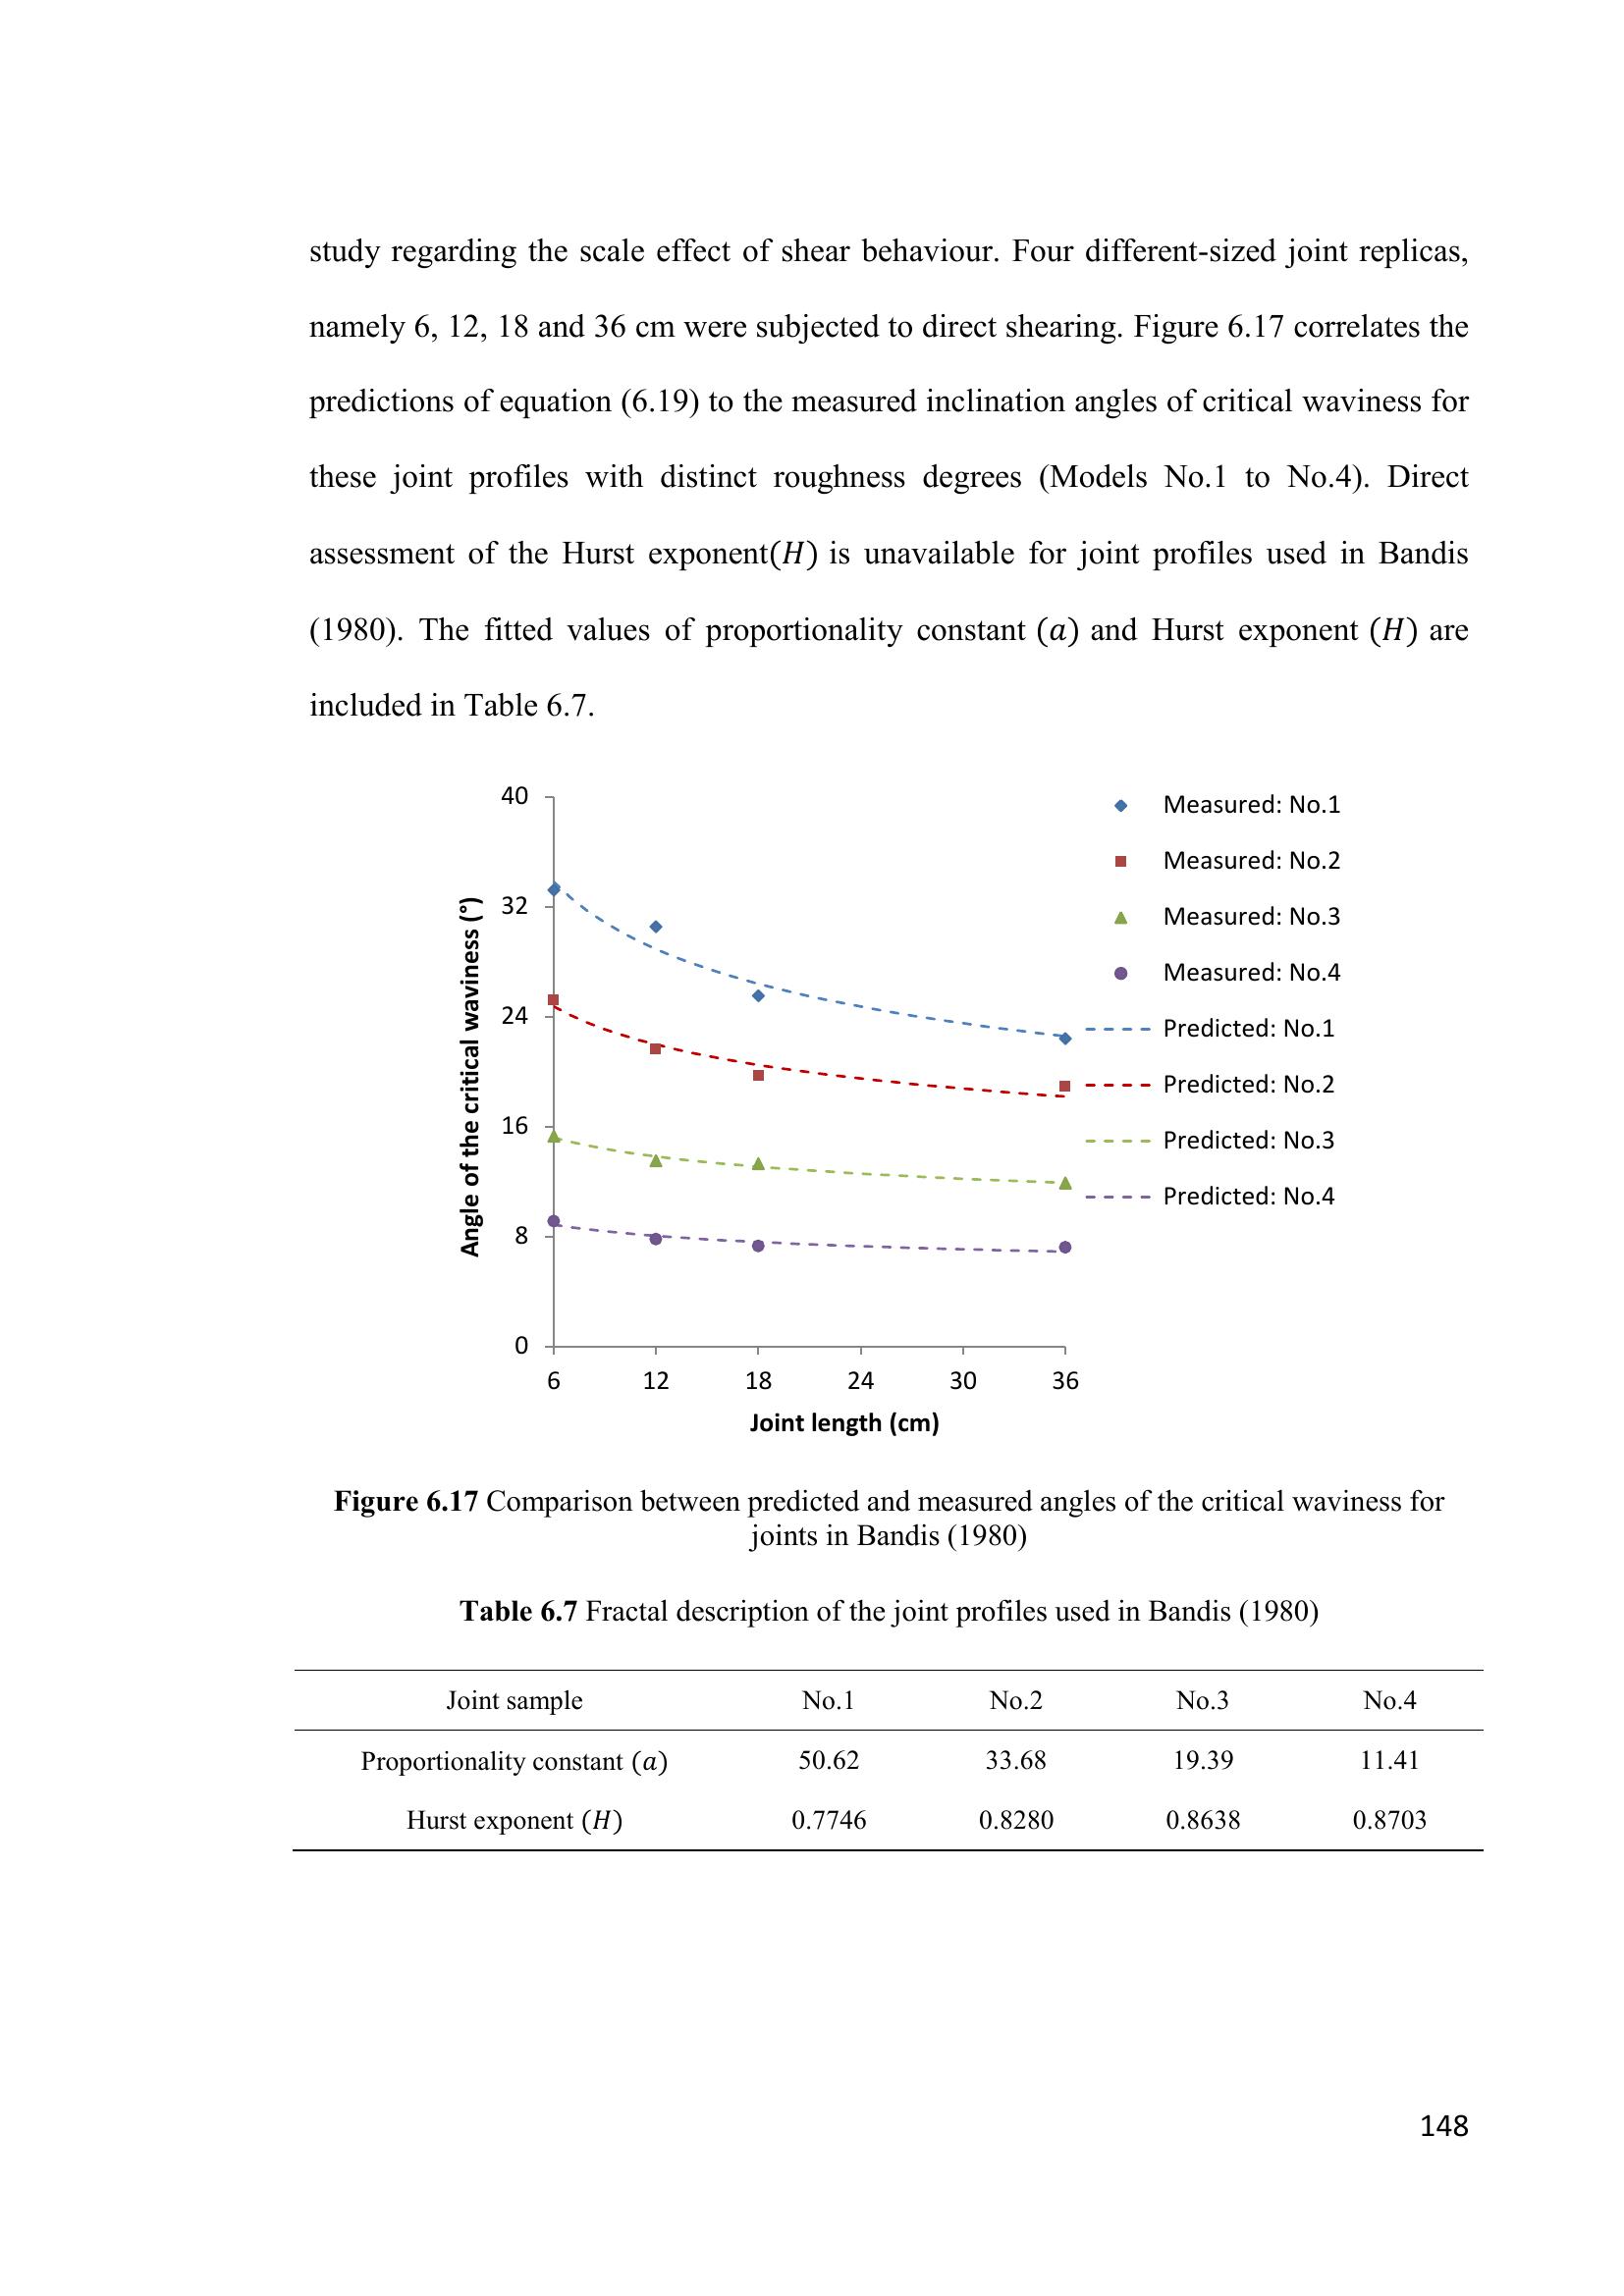 study regarding the scale effect of shear behaviour. Four different-sized joint replicas,
namely 6, 12, 18 and 36 cm were subjected to direct shearing. Figure 6.17 correlates the
predictions of equation (6.19) to the measured inclination angles of critical waviness for
these joint profiles with distinct roughness degrees (Models No.1 to No.4). Direct
assessment of the Hurst exponent(𝐻) is unavailable for joint profiles used in Bandis
(1980). The fitted values of proportionality constant (𝑎) and Hurst exponent (𝐻) are
included in Table 6.7.
40
32
24
16
8
0
Angle of the critical waviness (°)
6 12 18 24 30 36
Joint length (cm)
Measured: No.1
Measured: No.2
Measured: No.3
Measured: No.4
Predicted: No.1
Predicted: No.2
Predicted: No.3
Predicted: No.4
Figure 6.17 Comparison between predicted and measured angles of the critical waviness for
joints in Bandis (1980)
Table 6.7 Fractal description of the joint profiles used in Bandis (1980)
Joint sample No.1 No.2 No.3 No.4
Proportionality constant (𝑎) 50.62 33.68 19.39 11.41
Hurst exponent (𝐻) 0.7746 0.8280 0.8638 0.8703
148